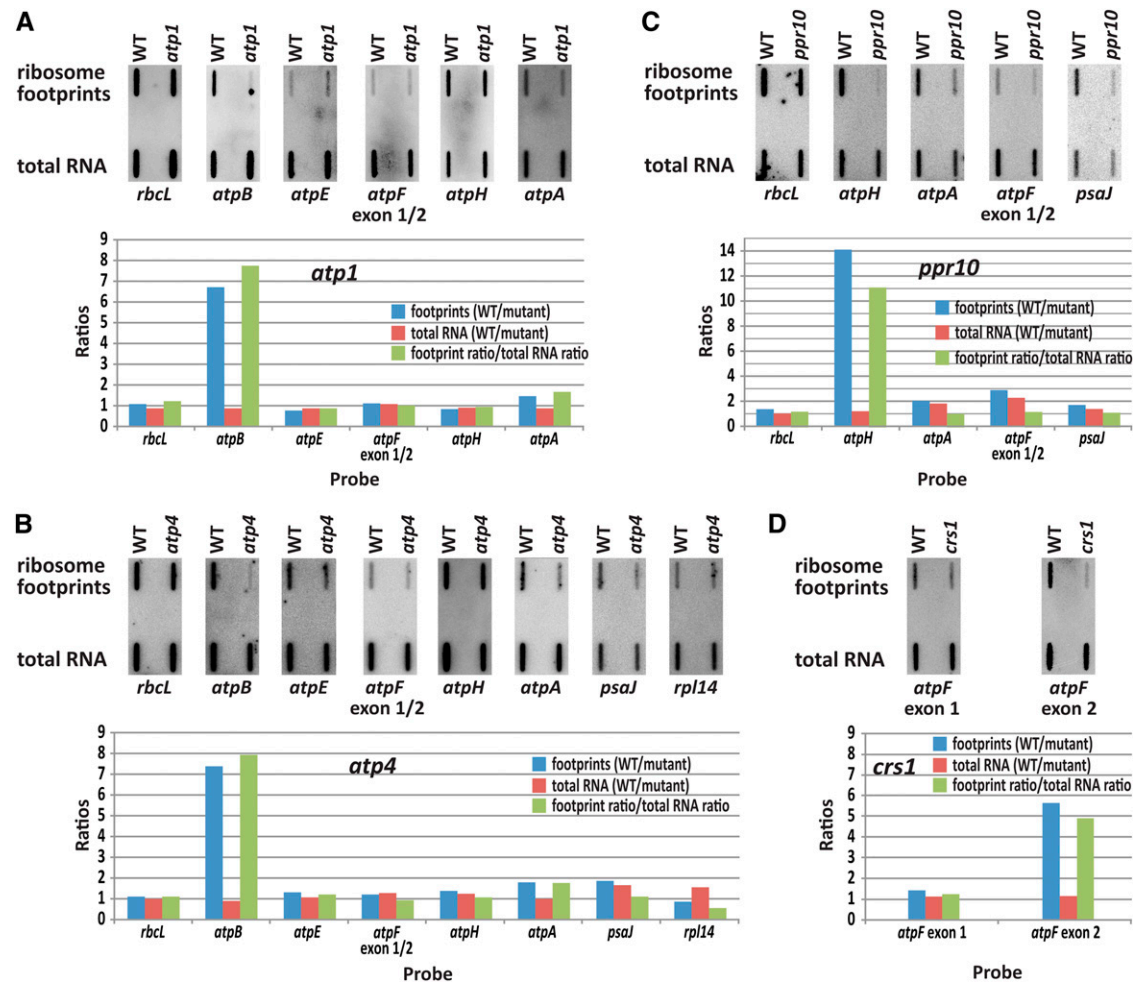 A
WT atp1 WT atp1 WT atp1 WT atp1 WT atp1 WT atp1
ribosome
footprints
total RNA
rbcL atpB atpE atpF atpH atpA
exon 1/2
9
8
7
6
5
4
3
2
1
0
Ratios
atp1
footprints (WT/mutant)
total RNA (WT/mutant)
footprint ratio/total RNA ratio
rbcL atpB atpE atpF atpH atpA
exon 1/2
Probe
B
WT atp4 WT atp4 WT atp4 WT atp4 WT atp4 WT atp4 WT atp4 WT atp4
ribosome
footprints
total RNA
rbcL atpB atpE atpF atpH atpA psaJ rpl14
exon 1/2
9
8
7
6
5
4
3
2
1
0
Ratios
atp4
footprints (WT/mutant)
total RNA (WT/mutant)
footprint ratio/total RNA ratio
rbcL atpB atpE atpF atpH atpA psaJ rpl14
exon 1/2
Probe
C
WT ppr10 WT ppr10 WT ppr10 WT ppr10 WT ppr10
ribosome
footprints
total RNA
rbcL atpH atpA atpF psaJ
exon 1/2
14
12
10
8
6
4
2
0
Ratios
ppr10
footprints (WT/mutant)
total RNA (WT/mutant)
footprint ratio/total RNA ratio
rbcL atpH atpA atpF psaJ
exon 1/2
Probe
D
WT crs1 WT crs1
ribosome
footprints
total RNA
atpF atpF
exon 1 exon 2
9
8
7
6
5
4
3
2
1
0
Ratios
crs1
footprints (WT/mutant)
total RNA (WT/mutant)
footprint ratio/total RNA ratio
atpF exon 1 atpF exon 2
Probe